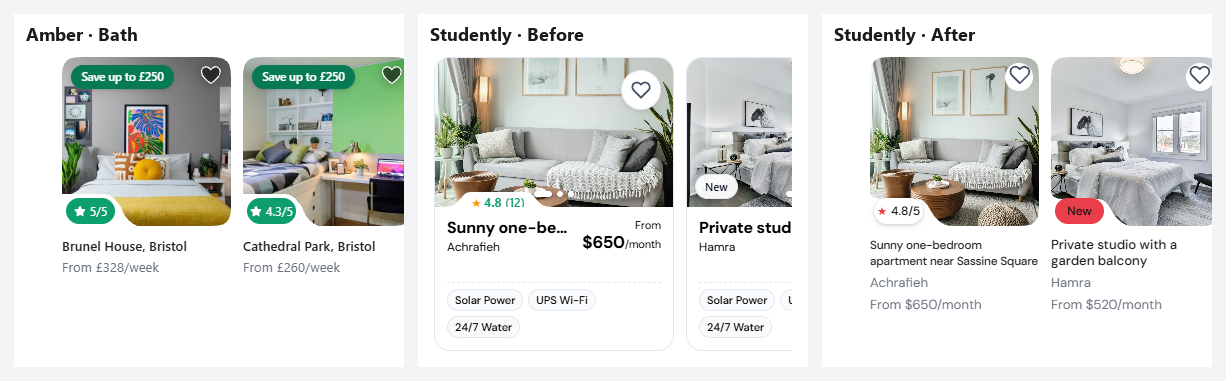 Amber · Bath
Save up to £250
Save up to £250
5/5
4.3/5
Brunel House, Bristol
From £328/week
Cathedral Park, Bristol
From £260/week
Studently · Before
4.8 (12)
Sunny one-be...
Achrafieh
From
$650/month
Solar Power
UPS Wi-Fi
24/7 Water
New
Private stud
Hamra
Solar Power
U
24/7 Water
Studently · After
4.8/5
Sunny one-bedroom
apartment near Sassine Square
Achrafieh
From $650/month
New
Private studio with a
garden balcony
Hamra
From $520/month